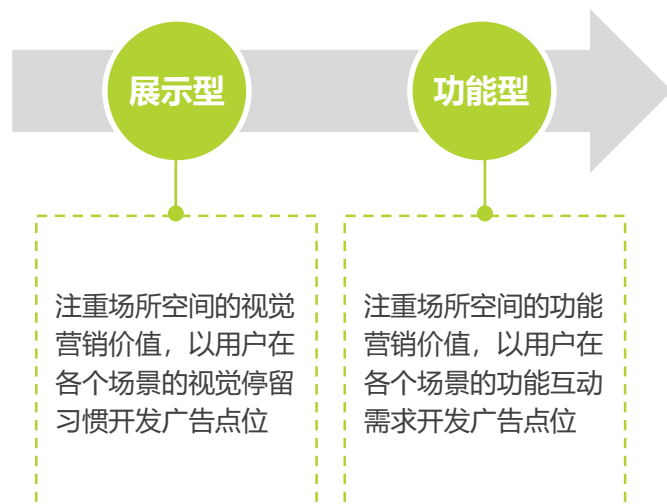 展示型
功能型
注重场所空间的视觉
营销价值，以用户在
各个场景的视觉停留
习惯开发广告点位
注重场所空间的功能
营销价值，以用户在
各个场景的功能互动
需求开发广告点位